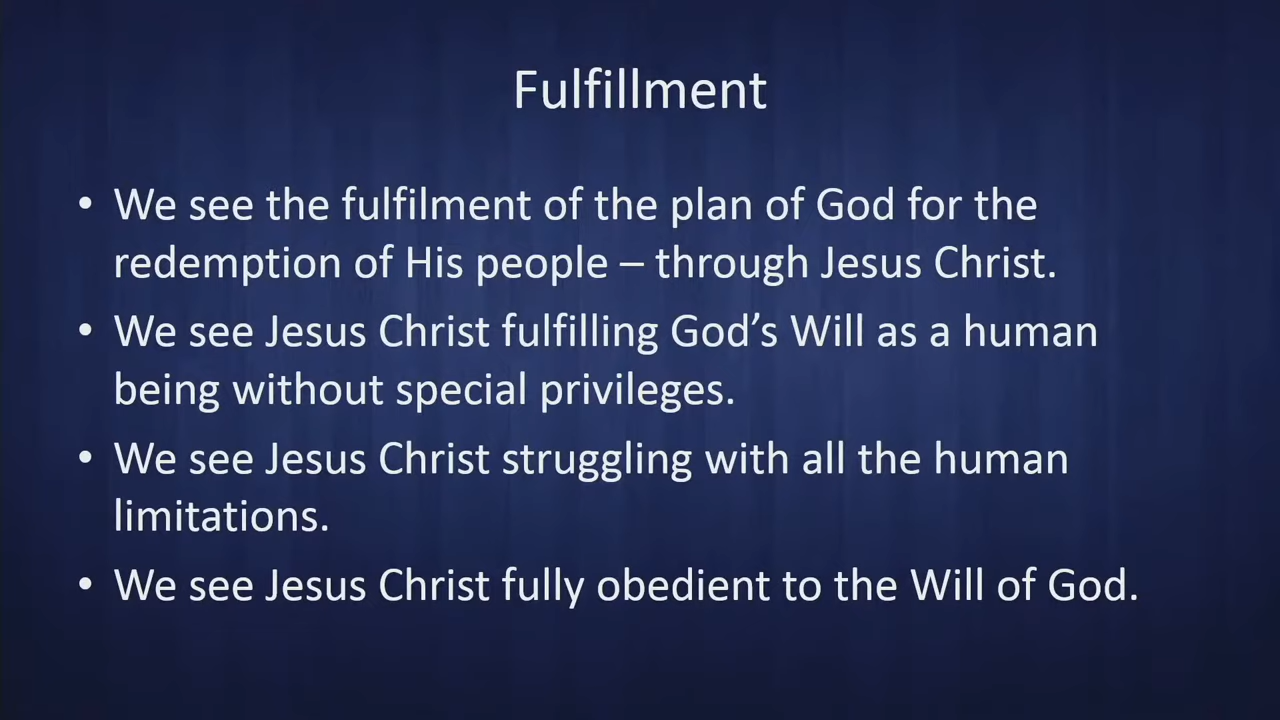 Fulfillment
• We see the fulfilment of the plan of God for the
redemption of His people – through Jesus Christ.
• We see Jesus Christ fulfilling God’s Will as a human
being without special privileges.
• We see Jesus Christ struggling with all the human
limitations.
• We see Jesus Christ fully obedient to the Will of God.